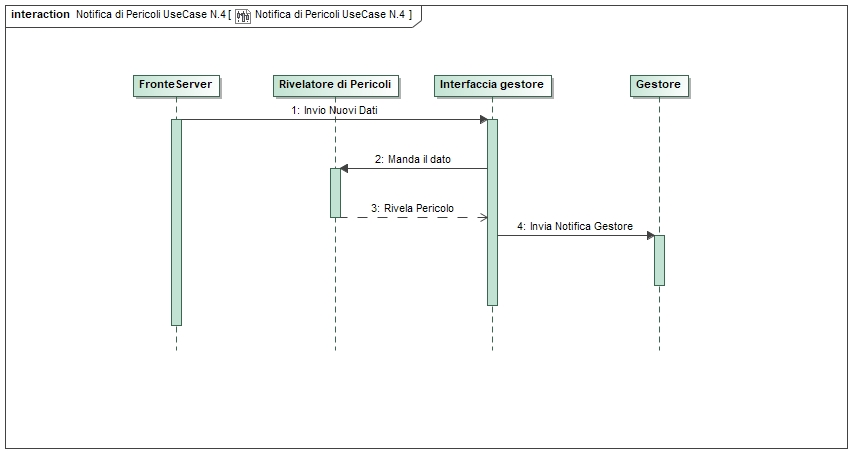 interaction Notifica di Pericoli UseCase N.4 [ Notifica di Pericoli UseCase N.4 ]
FronteServer
Rivelatore di Pericoli
Interfaccia gestore
Gestore
1: Invio Nuovi Dati
2: Manda il dato
3: Rivela Pericolo
4: Invia Notifica Gestore